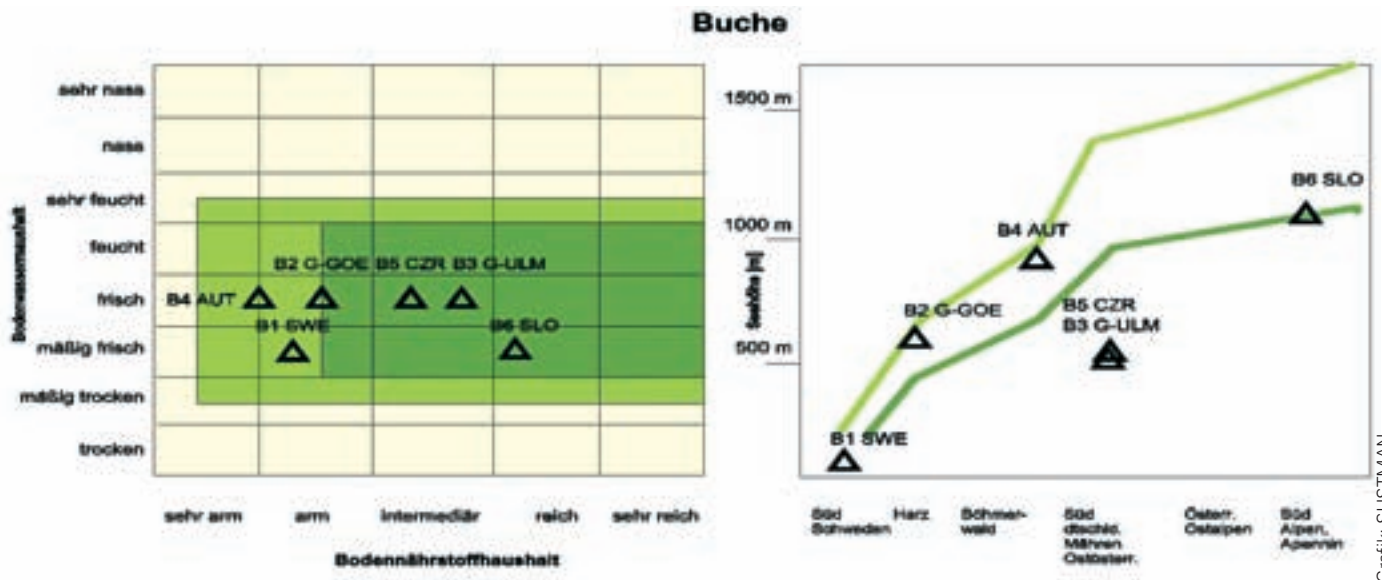 Buche
sehr nass
nass
sehr feucht
feucht
frisch
mäßig frisch
mäßig trocken
trocken
Bodenwasserhaushalt
B2 G-GOE B5 CZR B3 G-ULM
B4 AUT
B1 SWE
B6 SLO
sehr arm
arm
intermediär
reich
sehr reich
Bodennährstoffhaushalt
1500 m
1000 m
500 m
Seehöhe [m]
B6 SLO
B4 AUT
B2 G-GOE
B5 CZR
B3 G-ULM
B1 SWE
Süd
Schweden
Harz
Böhmer-
wald
Süd
dtschld.
Mähren
Ostösterr.
Österr.
Ostalpen
Süd
Alpen,
Apennin